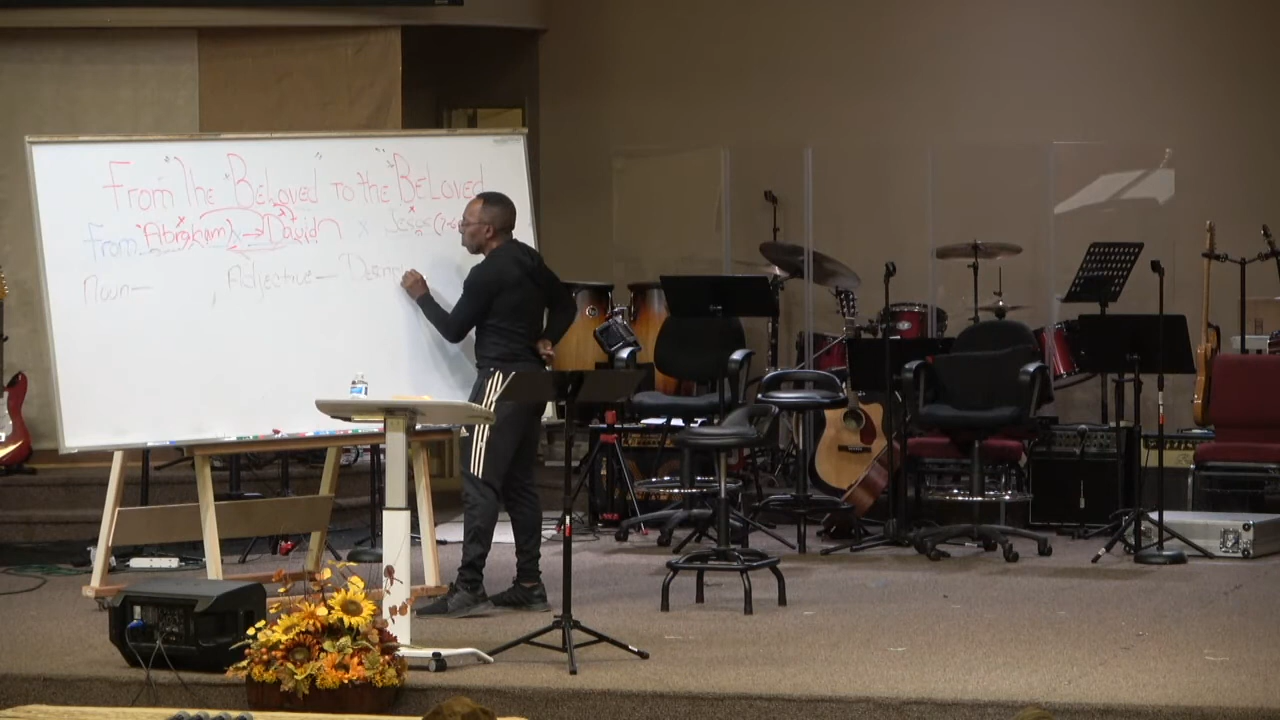 From "The "Beloved" To the "BeLoved
from "Abraham → David x Jesus
Noun— , Adjective —